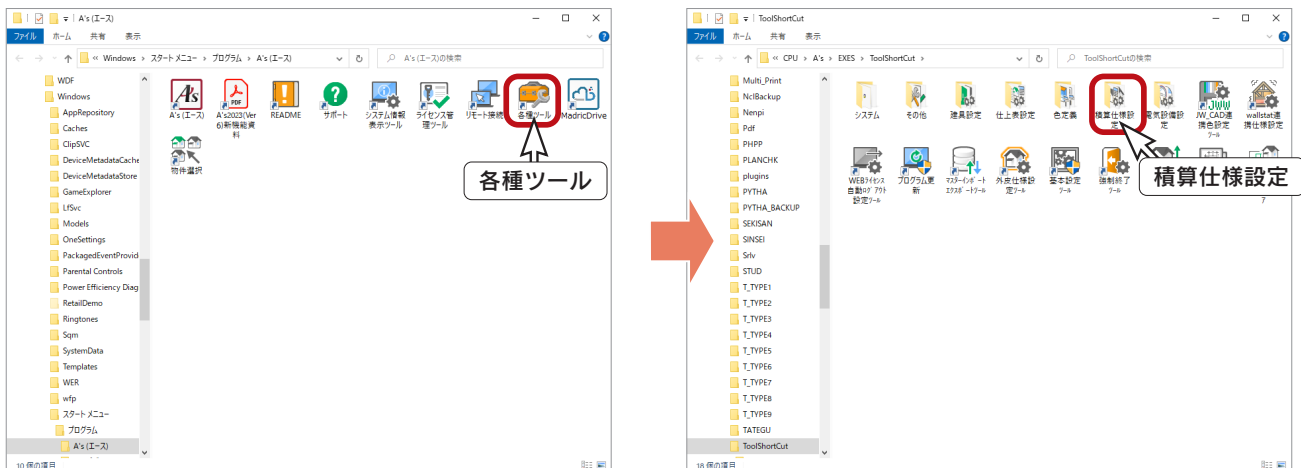 A's (エース)
ファイル ホーム 共有 表示
« Windows › スタート メニュー › プログラム › A's (エース)
A's (エース)の検索
WDF
Windows
AppRepository
Caches
ClipSVC
DeviceMetadataCache
DeviceMetadataStore
GameExplorer
LfSvc
Models
OneSettings
PackagedEventProvid
Parental Controls
Power Efficiency Diag
RetailDemo
Ringtones
Sqm
SystemData
Templates
WER
wfp
スタート メニュー
プログラム
A's (エース)
A's (エース)
A's2023(Ver
6)新機能資
料
README
サポート
システム情報
表示ツール
ライセンス管
理ツール
リモート接続
各種ツール
MadricDrive
物件選択
各種ツール
10 個の項目
ToolShortCut
ファイル ホーム 共有 表示
« CPU › A's › EXES › ToolShortCut ›
ToolShortCutの検索
Multi_Print
NclBackup
Nenpi
Pdf
PHPP
PLANCHK
plugins
PYTHA
PYTHA_BACKUP
SEKISAN
SINSEI
Srlv
STUD
T_TYPE1
T_TYPE2
T_TYPE3
T_TYPE4
T_TYPE5
T_TYPE6
T_TYPE7
T_TYPE8
T_TYPE9
TATEGU
ToolShortCut
システム
その他
建具設定
仕上表設定
色定義
積算仕様設
定
電気設備設
定
JW_CAD連
携色設定
ツール
wallstat連
携仕様設定
WEBライセンス
自動ログアウト
設定ツール
プログラム更
新
マスターインポート
エクスポートツール
外皮仕様設
定ツール
基本設定
ツール
強制終了
ツール
7
積算仕様設定
18 個の項目